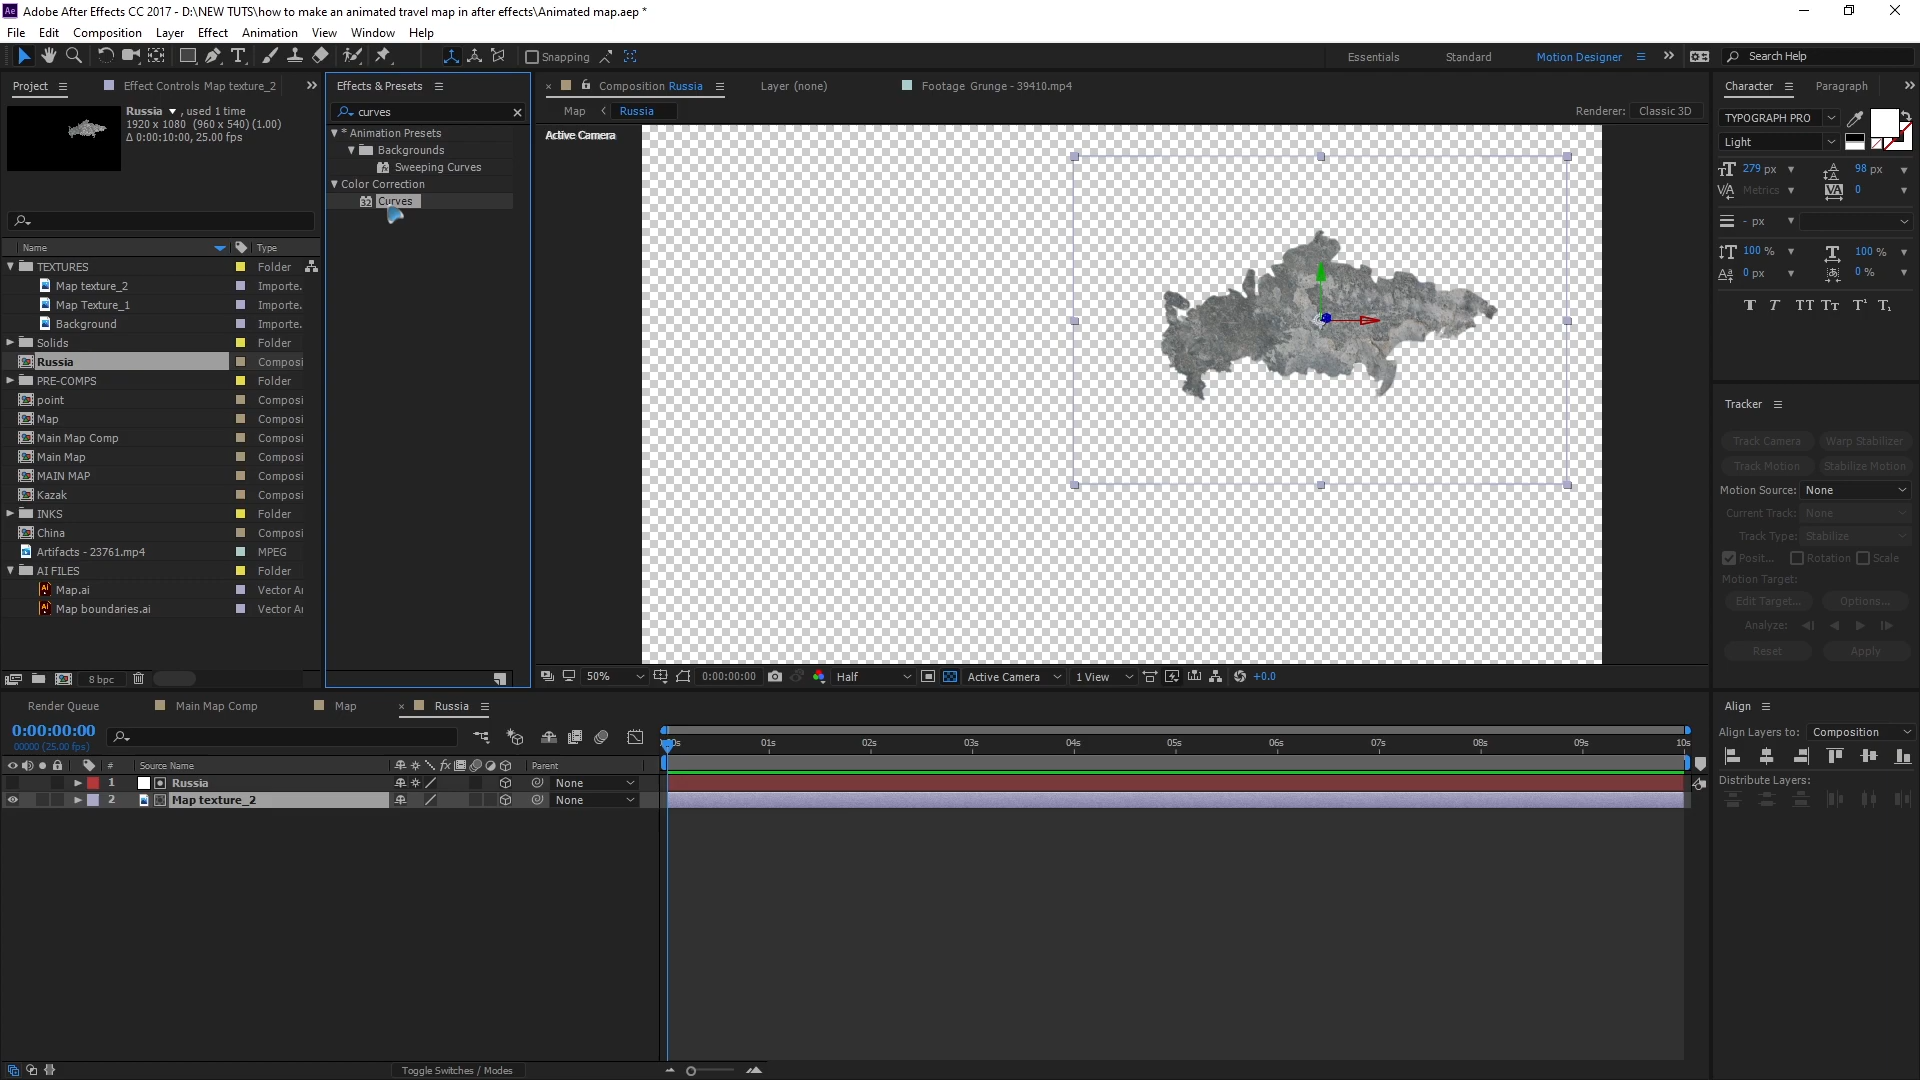 Ae Adobe After Effects CC 2017 - D:\NEW TUTS\how to make an animated travel map in after effects\Animated map.aep *
File Edit Composition Layer Effect Animation View Window Help
Snapping Essentials Standard Motion Designer Search Help
Project Effect Controls Map texture_2
Russia , used 1 time
1920 x 1080 (960 x 540) (1.00)
Δ 0:00:10:00, 25.00 fps
Name Type
TEXTURES Folder
Map texture_2 Importe.
Map Texture_1 Importe.
Background Importe.
Solids Folder
Russia Composi
PRE-COMPS Folder
point Composi
Map Composi
Main Map Comp Composi
Main Map Composi
MAIN MAP Composi
Kazak Composi
INKS Folder
China Composi
Artifacts - 23761.mp4 MPEG
AI FILES Folder
Map.ai Vector Ar
Map boundaries.ai Vector Ar
8 bpc
Effects & Presets
curves
* Animation Presets
Backgrounds
Sweeping Curves
Color Correction
32 Curves
Composition Russia Layer (none) Footage Grunge - 39410.mp4
Map Russia Renderer: Classic 3D
Active Camera
50% 0:00:00:00 Half Active Camera 1 View +0.0
Character Paragraph
TYPOGRAPH PRO
Light
279 px 98 px
Metrics 0
- px
100 % 100 %
0 px 0 %
T T TT Tt T¹ T₁
Tracker
Track Camera Warp Stabilizer
Track Motion Stabilize Motion
Motion Source: None
Current Track: None
Track Type: Stabilize
Posit... Rotation Scale
Motion Target:
Edit Target... Options...
Analyze:
Reset Apply
Render Queue Main Map Comp Map Russia
0:00:00:00
00000 (25.00 fps)
01s 02s 03s 04s 05s 06s 07s 08s 09s 10s
# Source Name Parent
1 Russia None
2 Map texture_2 None
Toggle Switches / Modes
Align
Align Layers to: Composition
Distribute Layers: